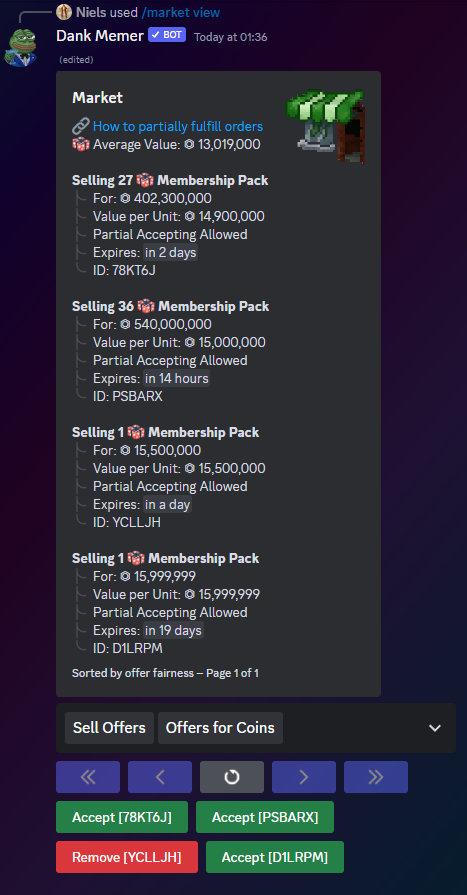 Niels used /market view
Dank Memer ✓ BOT Today at 01:36
(edited)
Market
How to partially fulfill orders
Average Value: ⏣ 13,019,000
Selling 27 Membership Pack
For: ⏣ 402,300,000
Value per Unit: ⏣ 14,900,000
Partial Accepting Allowed
Expires: in 2 days
ID: 78KT6J
Selling 36 Membership Pack
For: ⏣ 540,000,000
Value per Unit: ⏣ 15,000,000
Partial Accepting Allowed
Expires: in 14 hours
ID: PSBARX
Selling 1 Membership Pack
For: ⏣ 15,500,000
Value per Unit: ⏣ 15,500,000
Partial Accepting Allowed
Expires: in a day
ID: YCLLJH
Selling 1 Membership Pack
For: ⏣ 15,999,999
Value per Unit: ⏣ 15,999,999
Partial Accepting Allowed
Expires: in 19 days
ID: D1LRPM
Sorted by offer fairness – Page 1 of 1
Sell Offers Offers for Coins
Accept [78KT6J] Accept [PSBARX]
Remove [YCLLJH] Accept [D1LRPM]